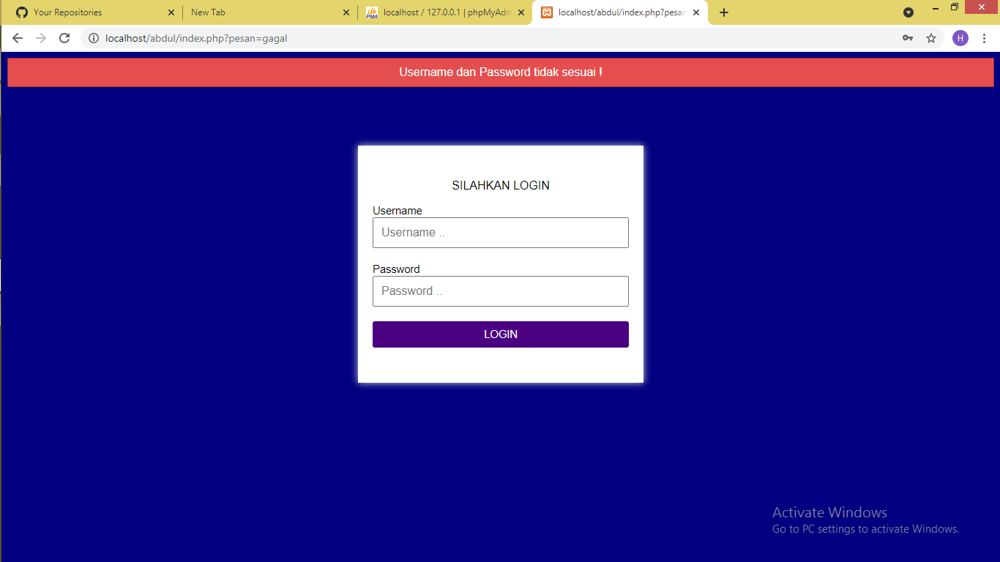 Your Repositories
New Tab
PMA
localhost / 127.0.0.1 | phpMyAdm
localhost/abdul/index.php?pesan
localhost/abdul/index.php?pesan=gagal
H
Username dan Password tidak sesuai !
SILAHKAN LOGIN
Username
Username ..
Password
Password ..
LOGIN
Activate Windows
Go to PC settings to activate Windows.